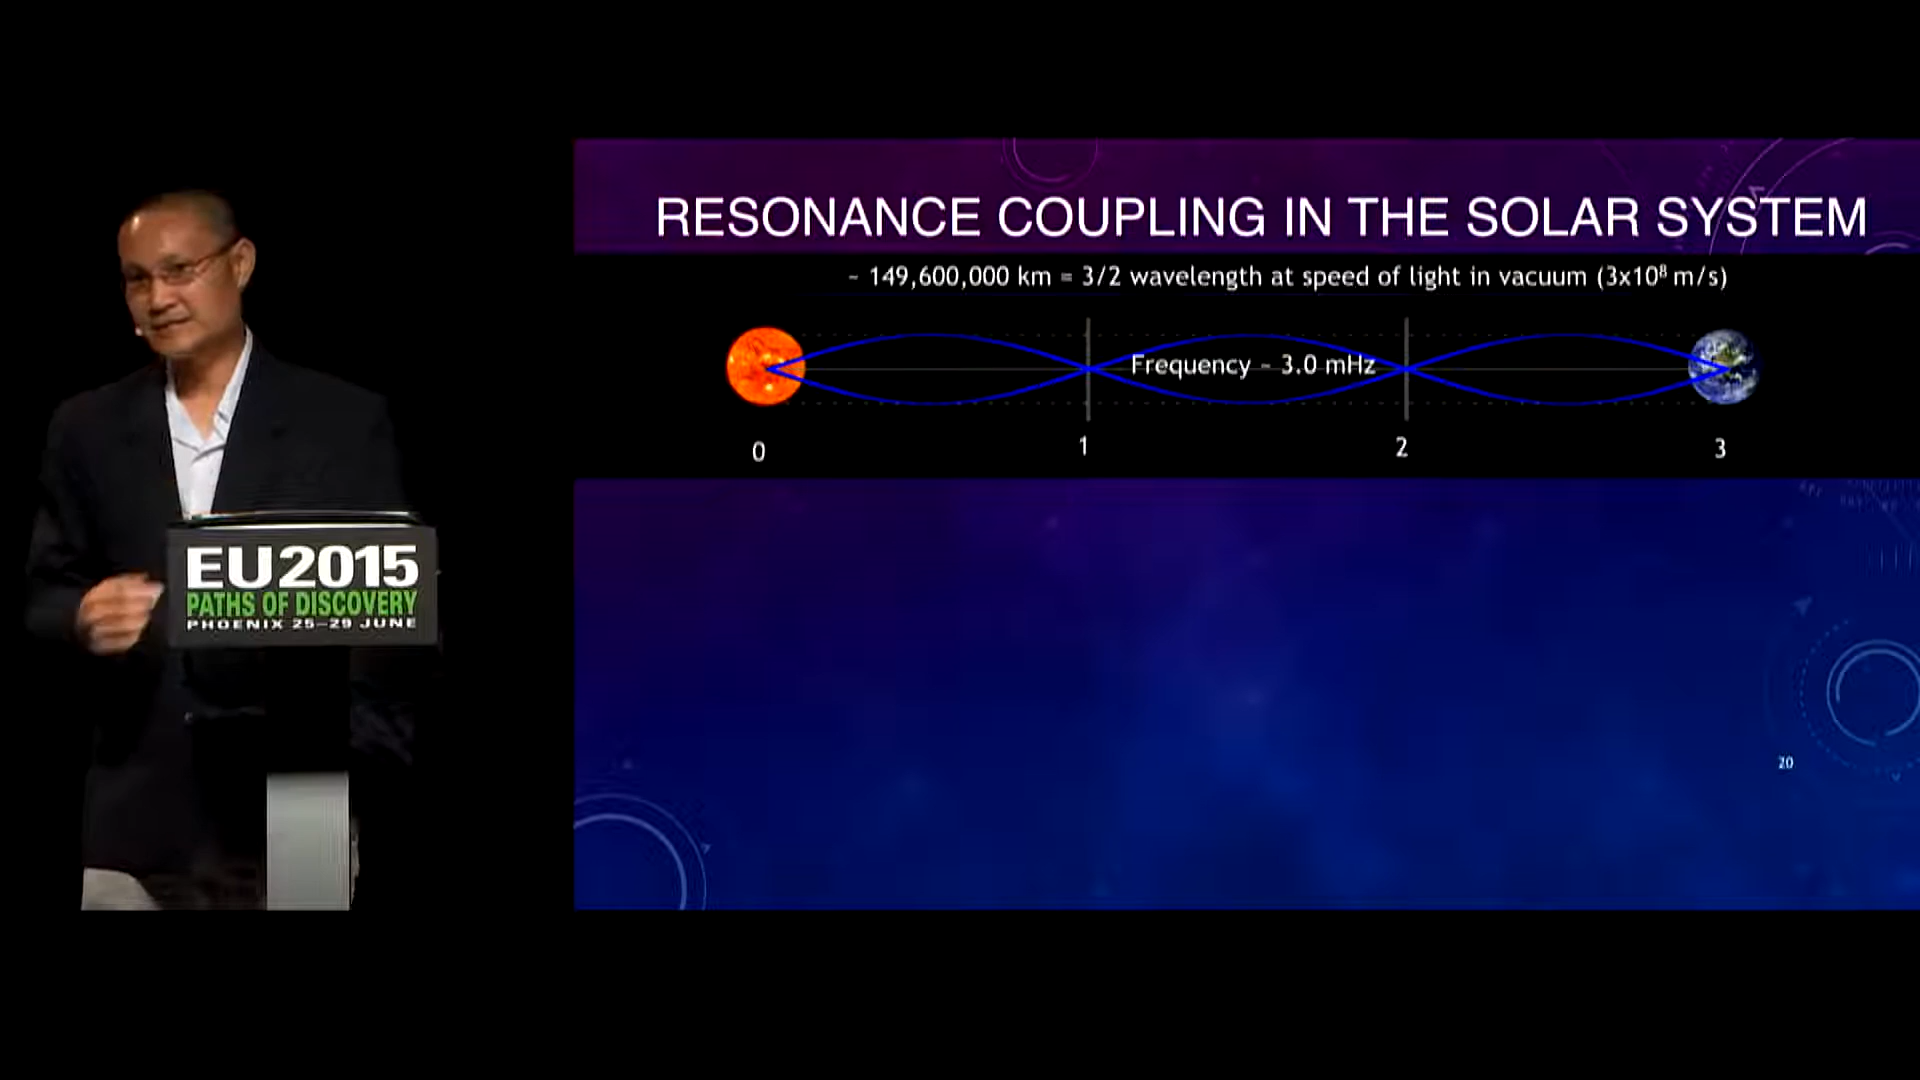 RESONANCE COUPLING IN THE SOLAR SYSTEM
~ 149,600,000 km = 3/2 wavelength at speed of light in vacuum (3x10⁸ m/s)
Frequency ~ 3.0 mHz
0 1 2 3
20
EU2015
PATHS OF DISCOVERY
PHOENIX 25–29 JUNE